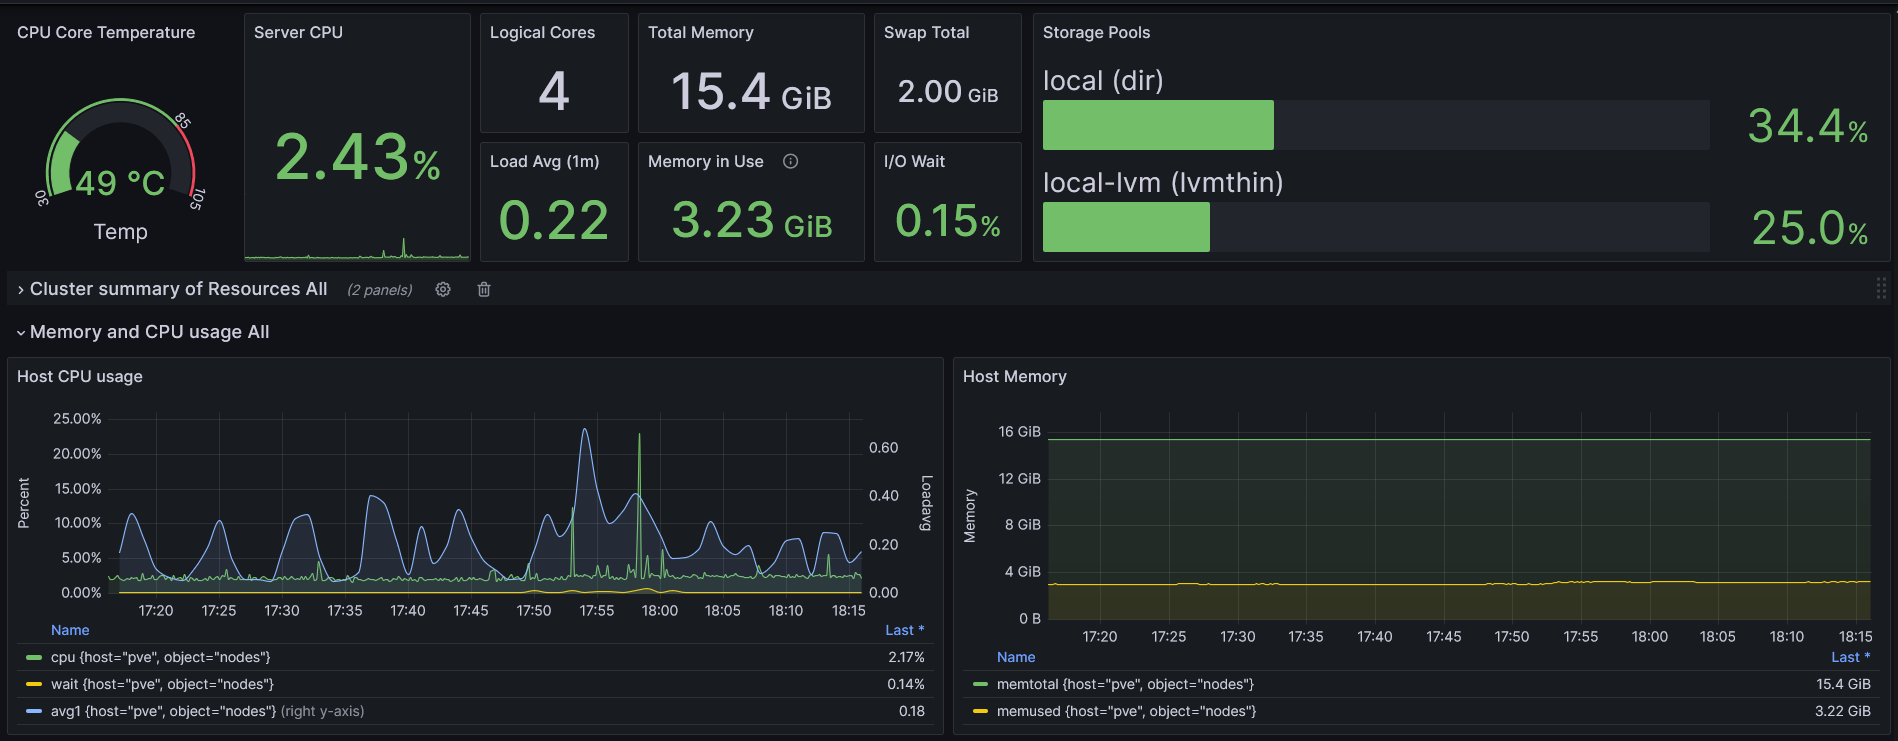 CPU Core Temperature
30
85
105
49 °C
Temp
Server CPU
2.43%
Logical Cores
4
Total Memory
15.4 GiB
Swap Total
2.00 GiB
Load Avg (1m)
0.22
Memory in Use
3.23 GiB
I/O Wait
0.15%
Storage Pools
local (dir)
34.4%
local-lvm (lvmthin)
25.0%
Cluster summary of Resources All (2 panels)
Memory and CPU usage All
Host CPU usage
Percent
25.00%
20.00%
15.00%
10.00%
5.00%
0.00%
0.60
0.40
0.20
0.00
Loadavg
17:20 17:25 17:30 17:35 17:40 17:45 17:50 17:55 18:00 18:05 18:10 18:15
Name Last *
cpu {host="pve", object="nodes"} 2.17%
wait {host="pve", object="nodes"} 0.14%
avg1 {host="pve", object="nodes"} (right y-axis) 0.18
Host Memory
Memory
16 GiB
12 GiB
8 GiB
4 GiB
0 B
17:20 17:25 17:30 17:35 17:40 17:45 17:50 17:55 18:00 18:05 18:10 18:15
Name Last *
memtotal {host="pve", object="nodes"} 15.4 GiB
memused {host="pve", object="nodes"} 3.22 GiB